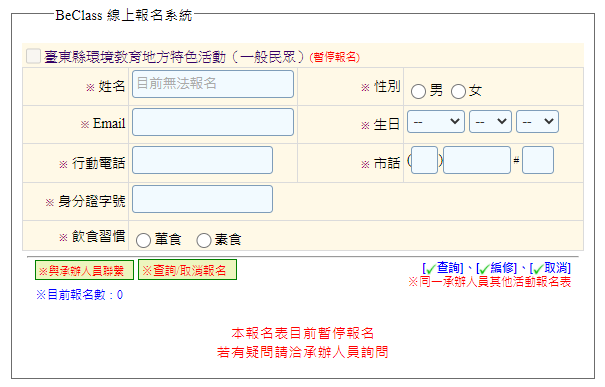 BeClass 線上報名系統
臺東縣環境教育地方特色活動（一般民眾）(暫停報名)
※ 姓名 目前無法報名 ※ 性別 男 女
※ Email ※ 生日 -- -- --
※ 行動電話 ※ 市話 ( ) #
※ 身分證字號
※ 飲食習慣 葷食 素食
※與承辦人員聯繫 ※查詢/取消報名 [✓查詢]、[✓編修]、[✓取消]
※同一承辦人員其他活動報名表
※目前報名數：0
本報名表目前暫停報名
若有疑問請洽承辦人員詢問